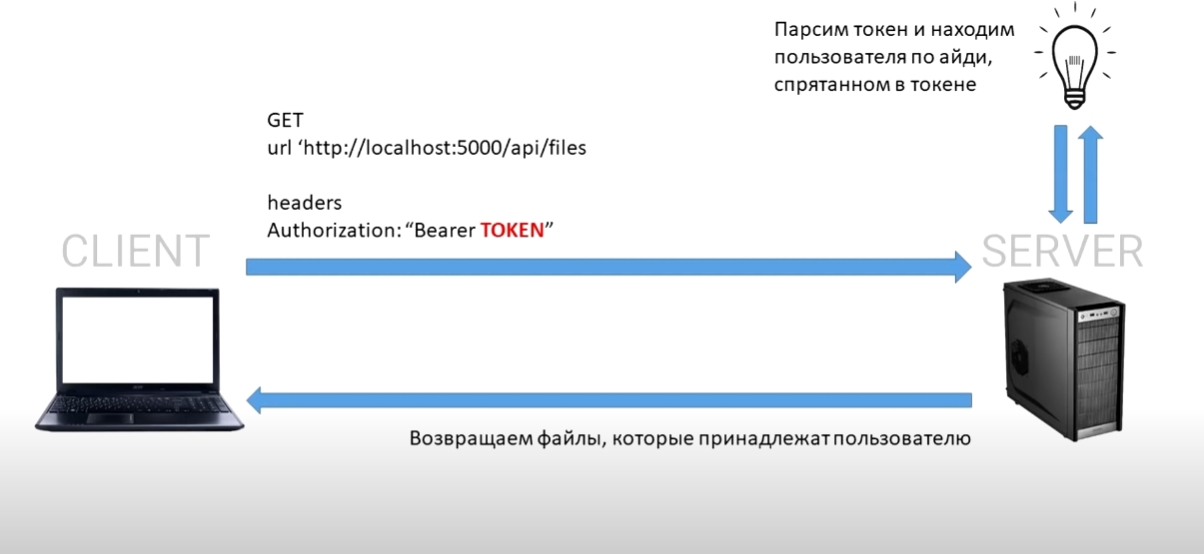 Парсим токен и находим
пользователя по айди,
спрятанном в токене
GET
url ‘http://localhost:5000/api/files
headers
Authorization: “Bearer TOKEN”
CLIENT
SERVER
Возвращаем файлы, которые принадлежат пользователю